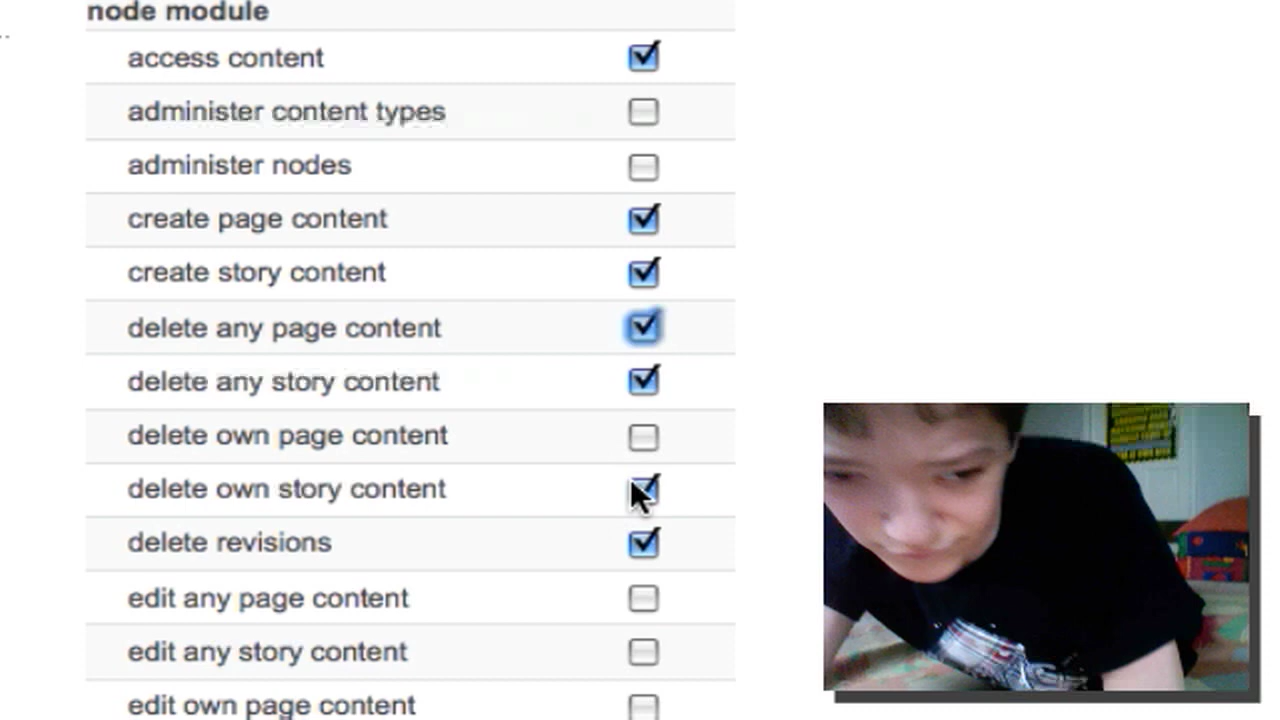 node module
access content
administer content types
administer nodes
create page content
create story content
delete any page content
delete any story content
delete own page content
delete own story content
delete revisions
edit any page content
edit any story content
edit own page content